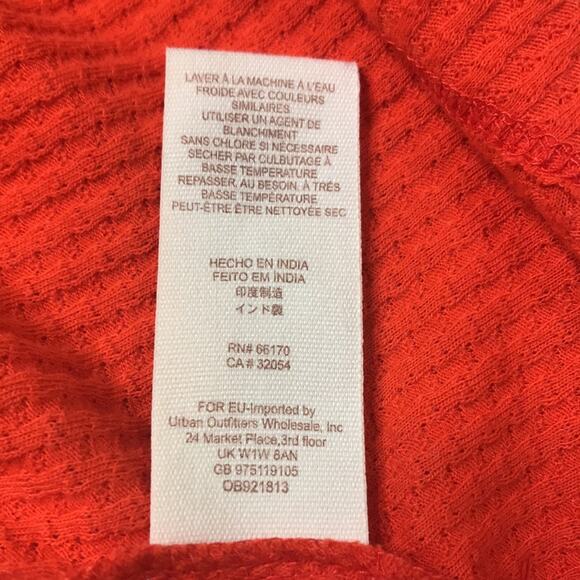 LAVER À LA MACHINE À L'EAU
FROIDE AVEC COULEURS
SIMILAIRES
UTILISER UN AGENT DE
BLANCHIMENT
SANS CHLORE SI NÉCESSAIRE
SÉCHER PAR CULBUTAGE À
BASSE TEMPÉRATURE
REPASSER, AU BESOIN, À TRÈS
BASSE TEMPÉRATURE
PEUT-ÊTRE ÊTRE NETTOYÉE SEC
HECHO EN INDIA
FEITO EM ÍNDIA
印度制造
インド製
RN# 66170
CA # 32054
FOR EU-Imported by
Urban Outfitters Wholesale, Inc
24 Market Place,3rd floor
UK W1W 8AN
GB 975119105
OB921813